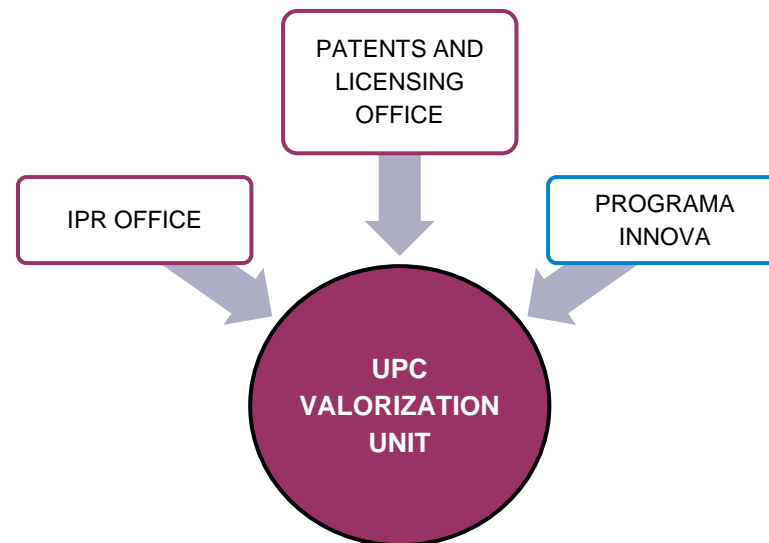 PATENTS AND
LICENSING
OFFICE
IPR OFFICE
PROGRAMA
INNOVA
UPC
VALORIZATION
UNIT